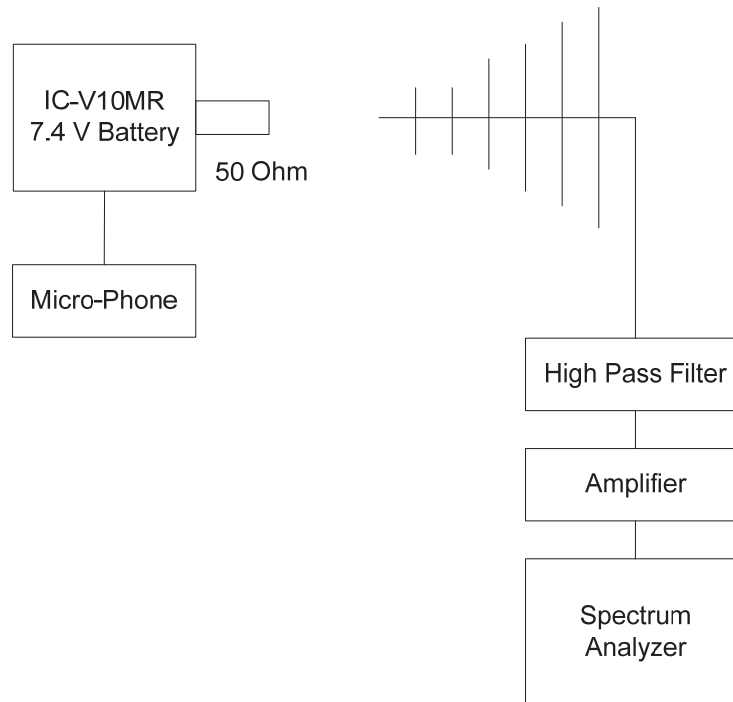 IC-V10MR
7.4 V Battery
50 Ohm
Micro-Phone
High Pass Filter
Amplifier
Spectrum
Analyzer